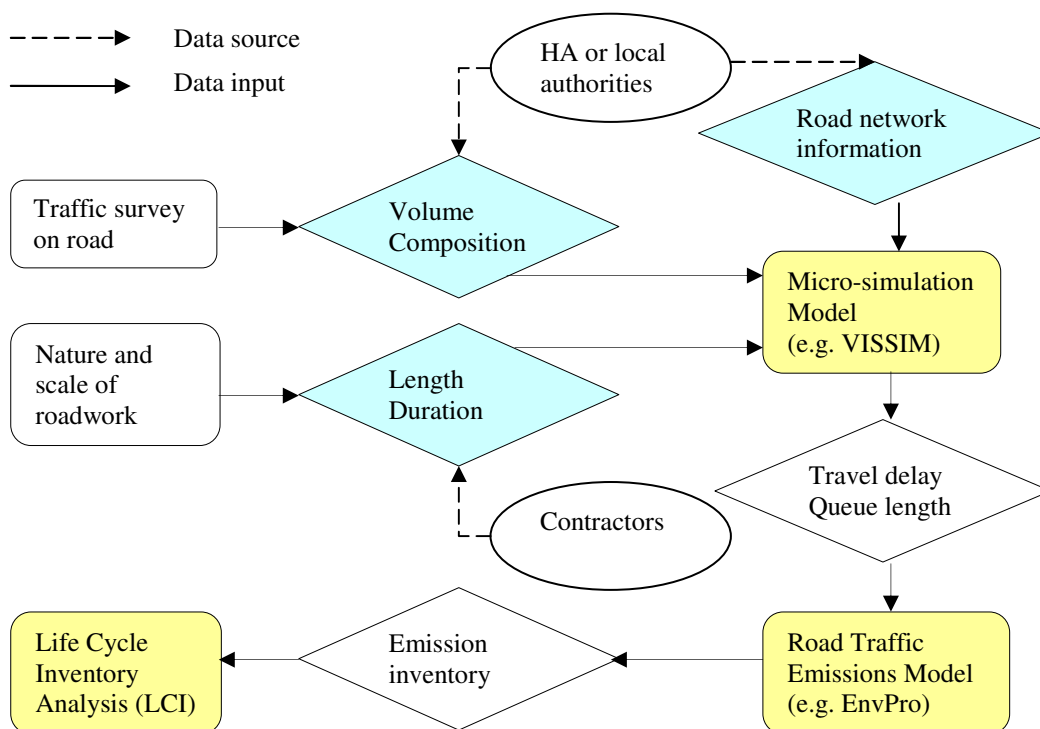 Data source
Data input
HA or local
authorities
Road network
information
Traffic survey
on road
Volume
Composition
Micro-simulation
Model
(e.g. VISSIM)
Nature and
scale of
roadwork
Length
Duration
Travel delay
Queue length
Contractors
Life Cycle
Inventory
Analysis (LCI)
Emission
inventory
Road Traffic
Emissions Model
(e.g. EnvPro)